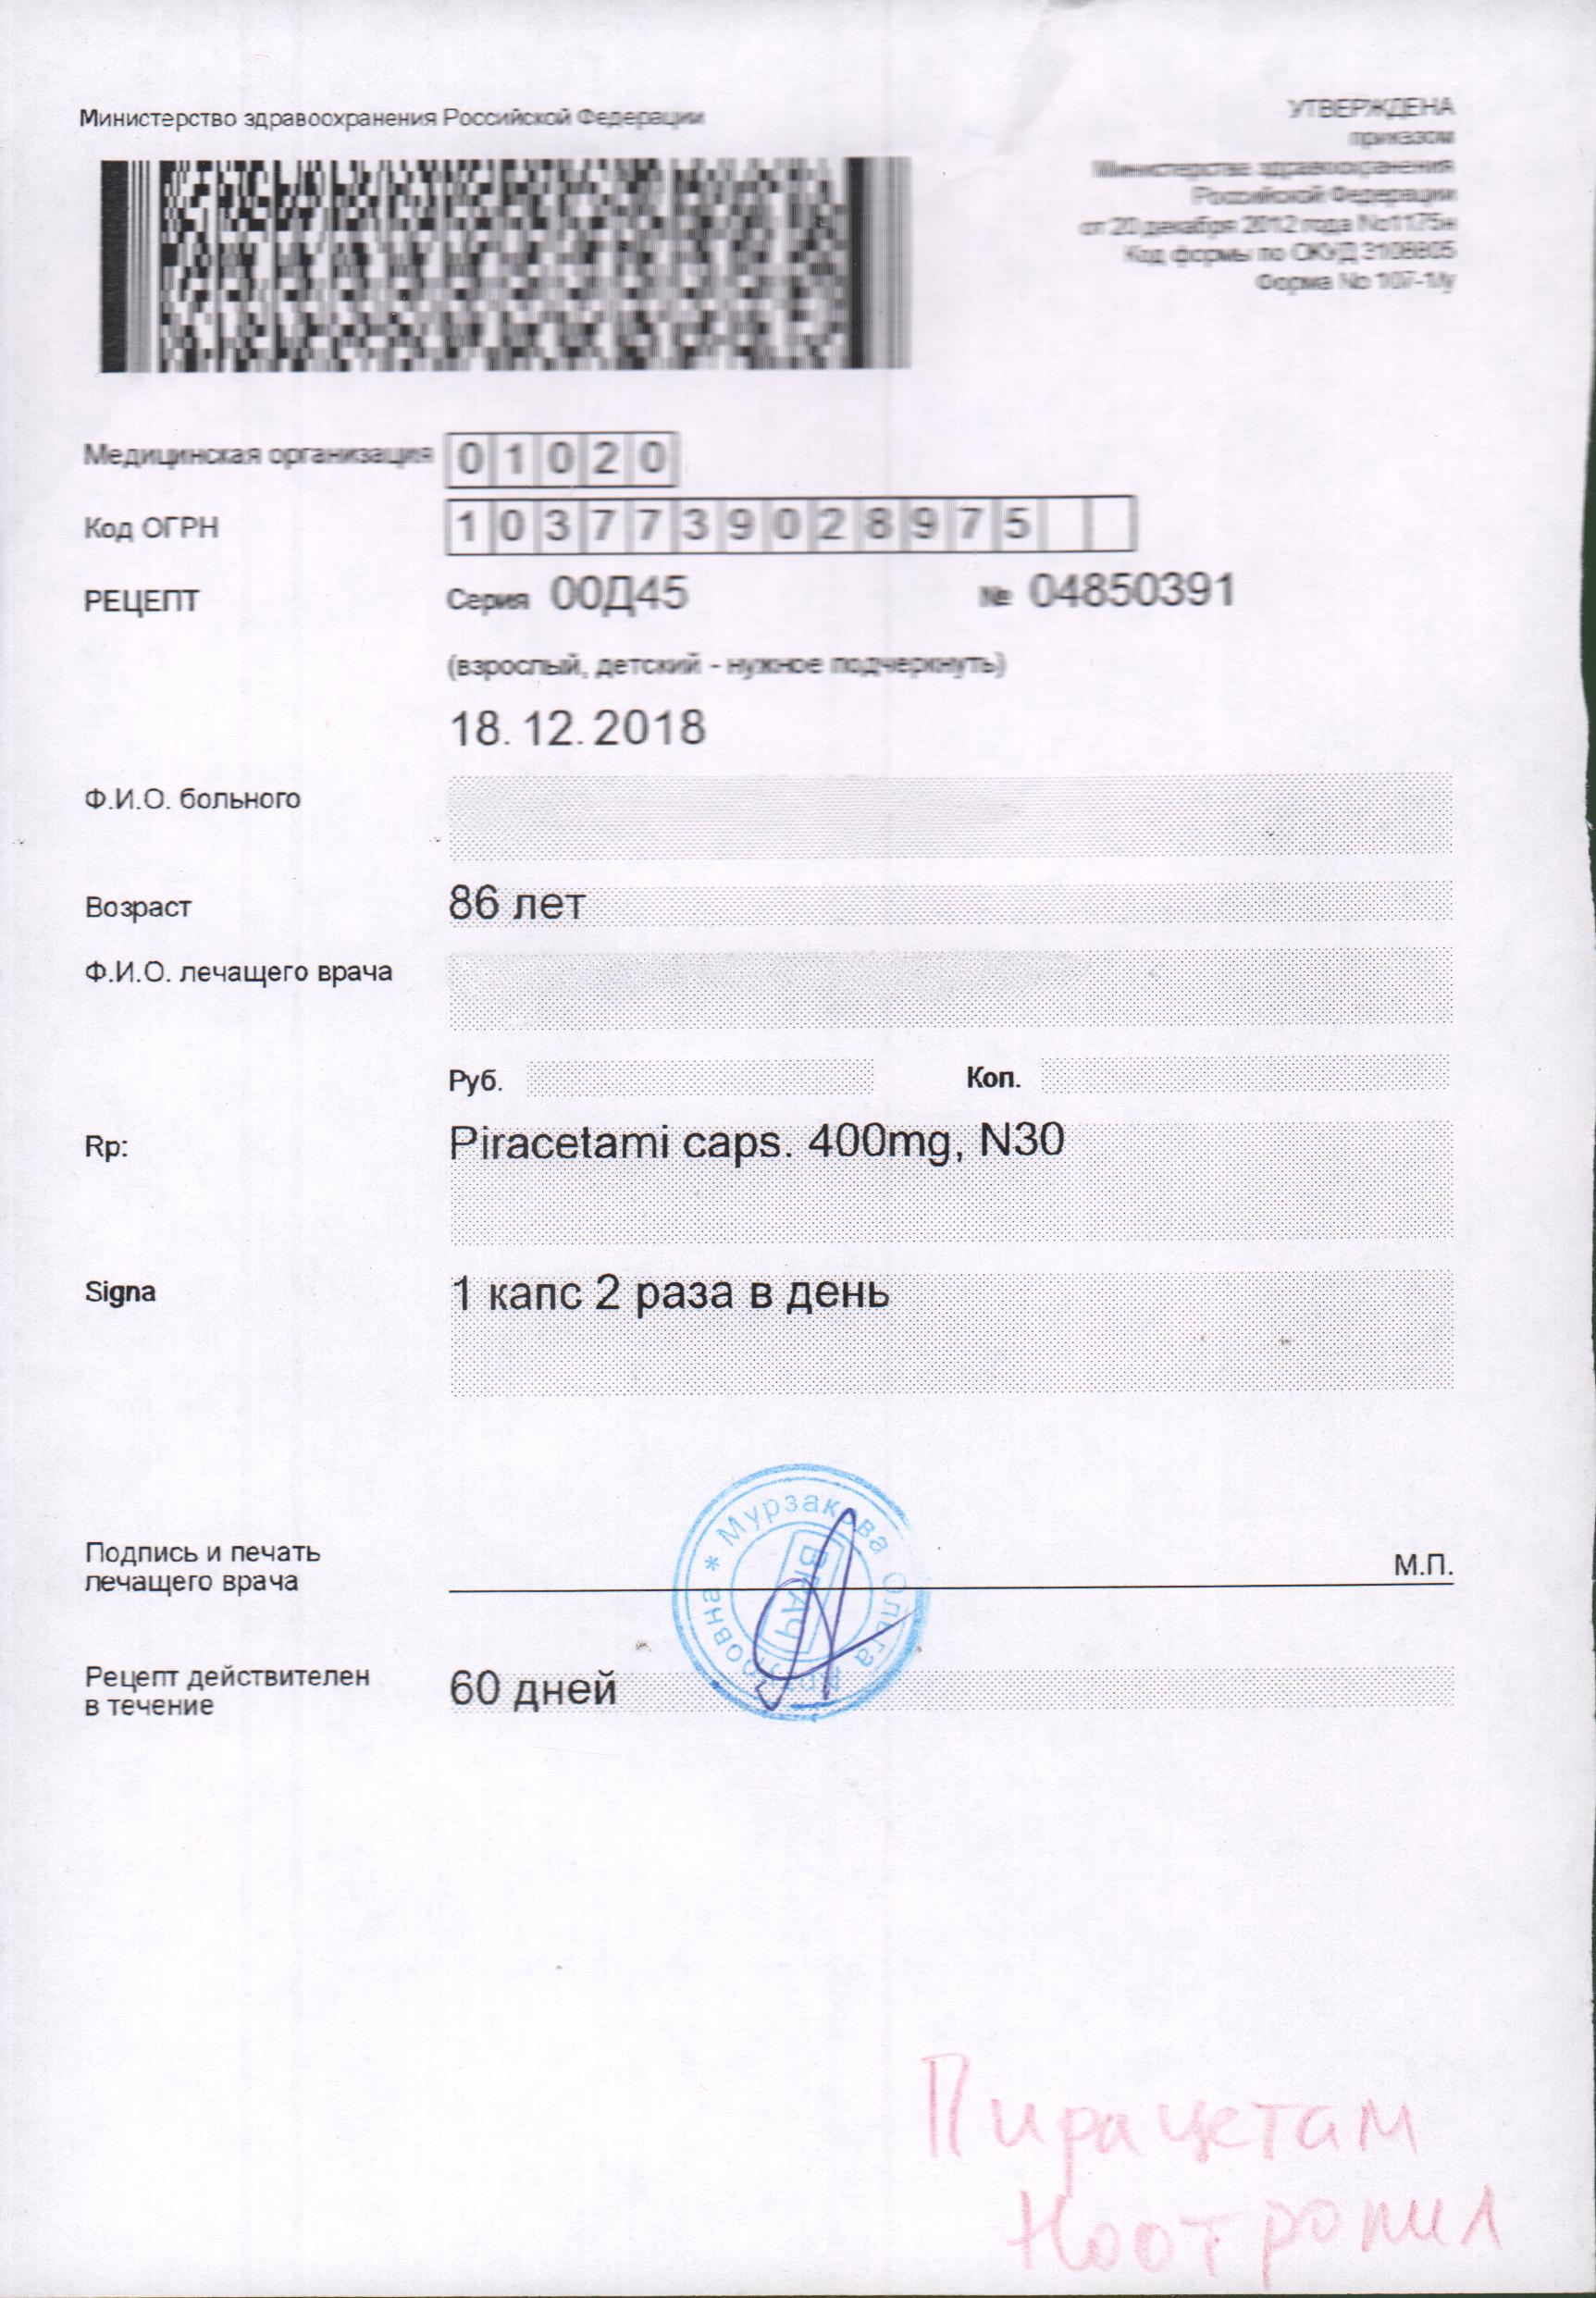 Министерство здравоохранения Российской Федерации
УТВЕРЖДЕНА
приказом
Министерства здравоохранения
Российской Федерации
от 20 декабря 2012 года №1175н
Код формы по ОКУД 3108805
Форма № 107-1/у
Медицинская организация 01020
Код ОГРН 1037739028975
РЕЦЕПТ Серия 00Д45 № 04850391
(взрослый, детский - нужное подчеркнуть)
18.12.2018
Ф.И.О. больного
Возраст 86 лет
Ф.И.О. лечащего врача
Руб. Коп.
Rp: Piracetami caps. 400mg, N30
Signa 1 капс 2 раза в день
* Мурзакова Ольга
ВРАЧ
Подпись и печать
лечащего врача
М.П.
Рецепт действителен
в течение
60 дней
Пирацетам
Ноотропил